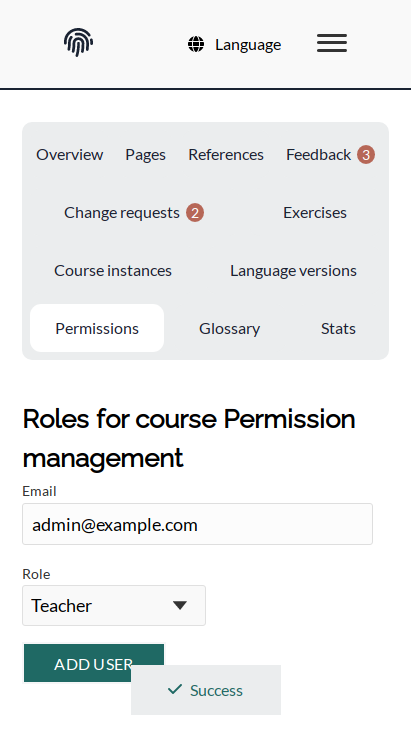 Language
Overview Pages References Feedback 3
Change requests 2 Exercises
Course instances Language versions
Permissions Glossary Stats
Roles for course Permission
management
Email
admin@example.com
Role
Teacher
ADD USER
Success